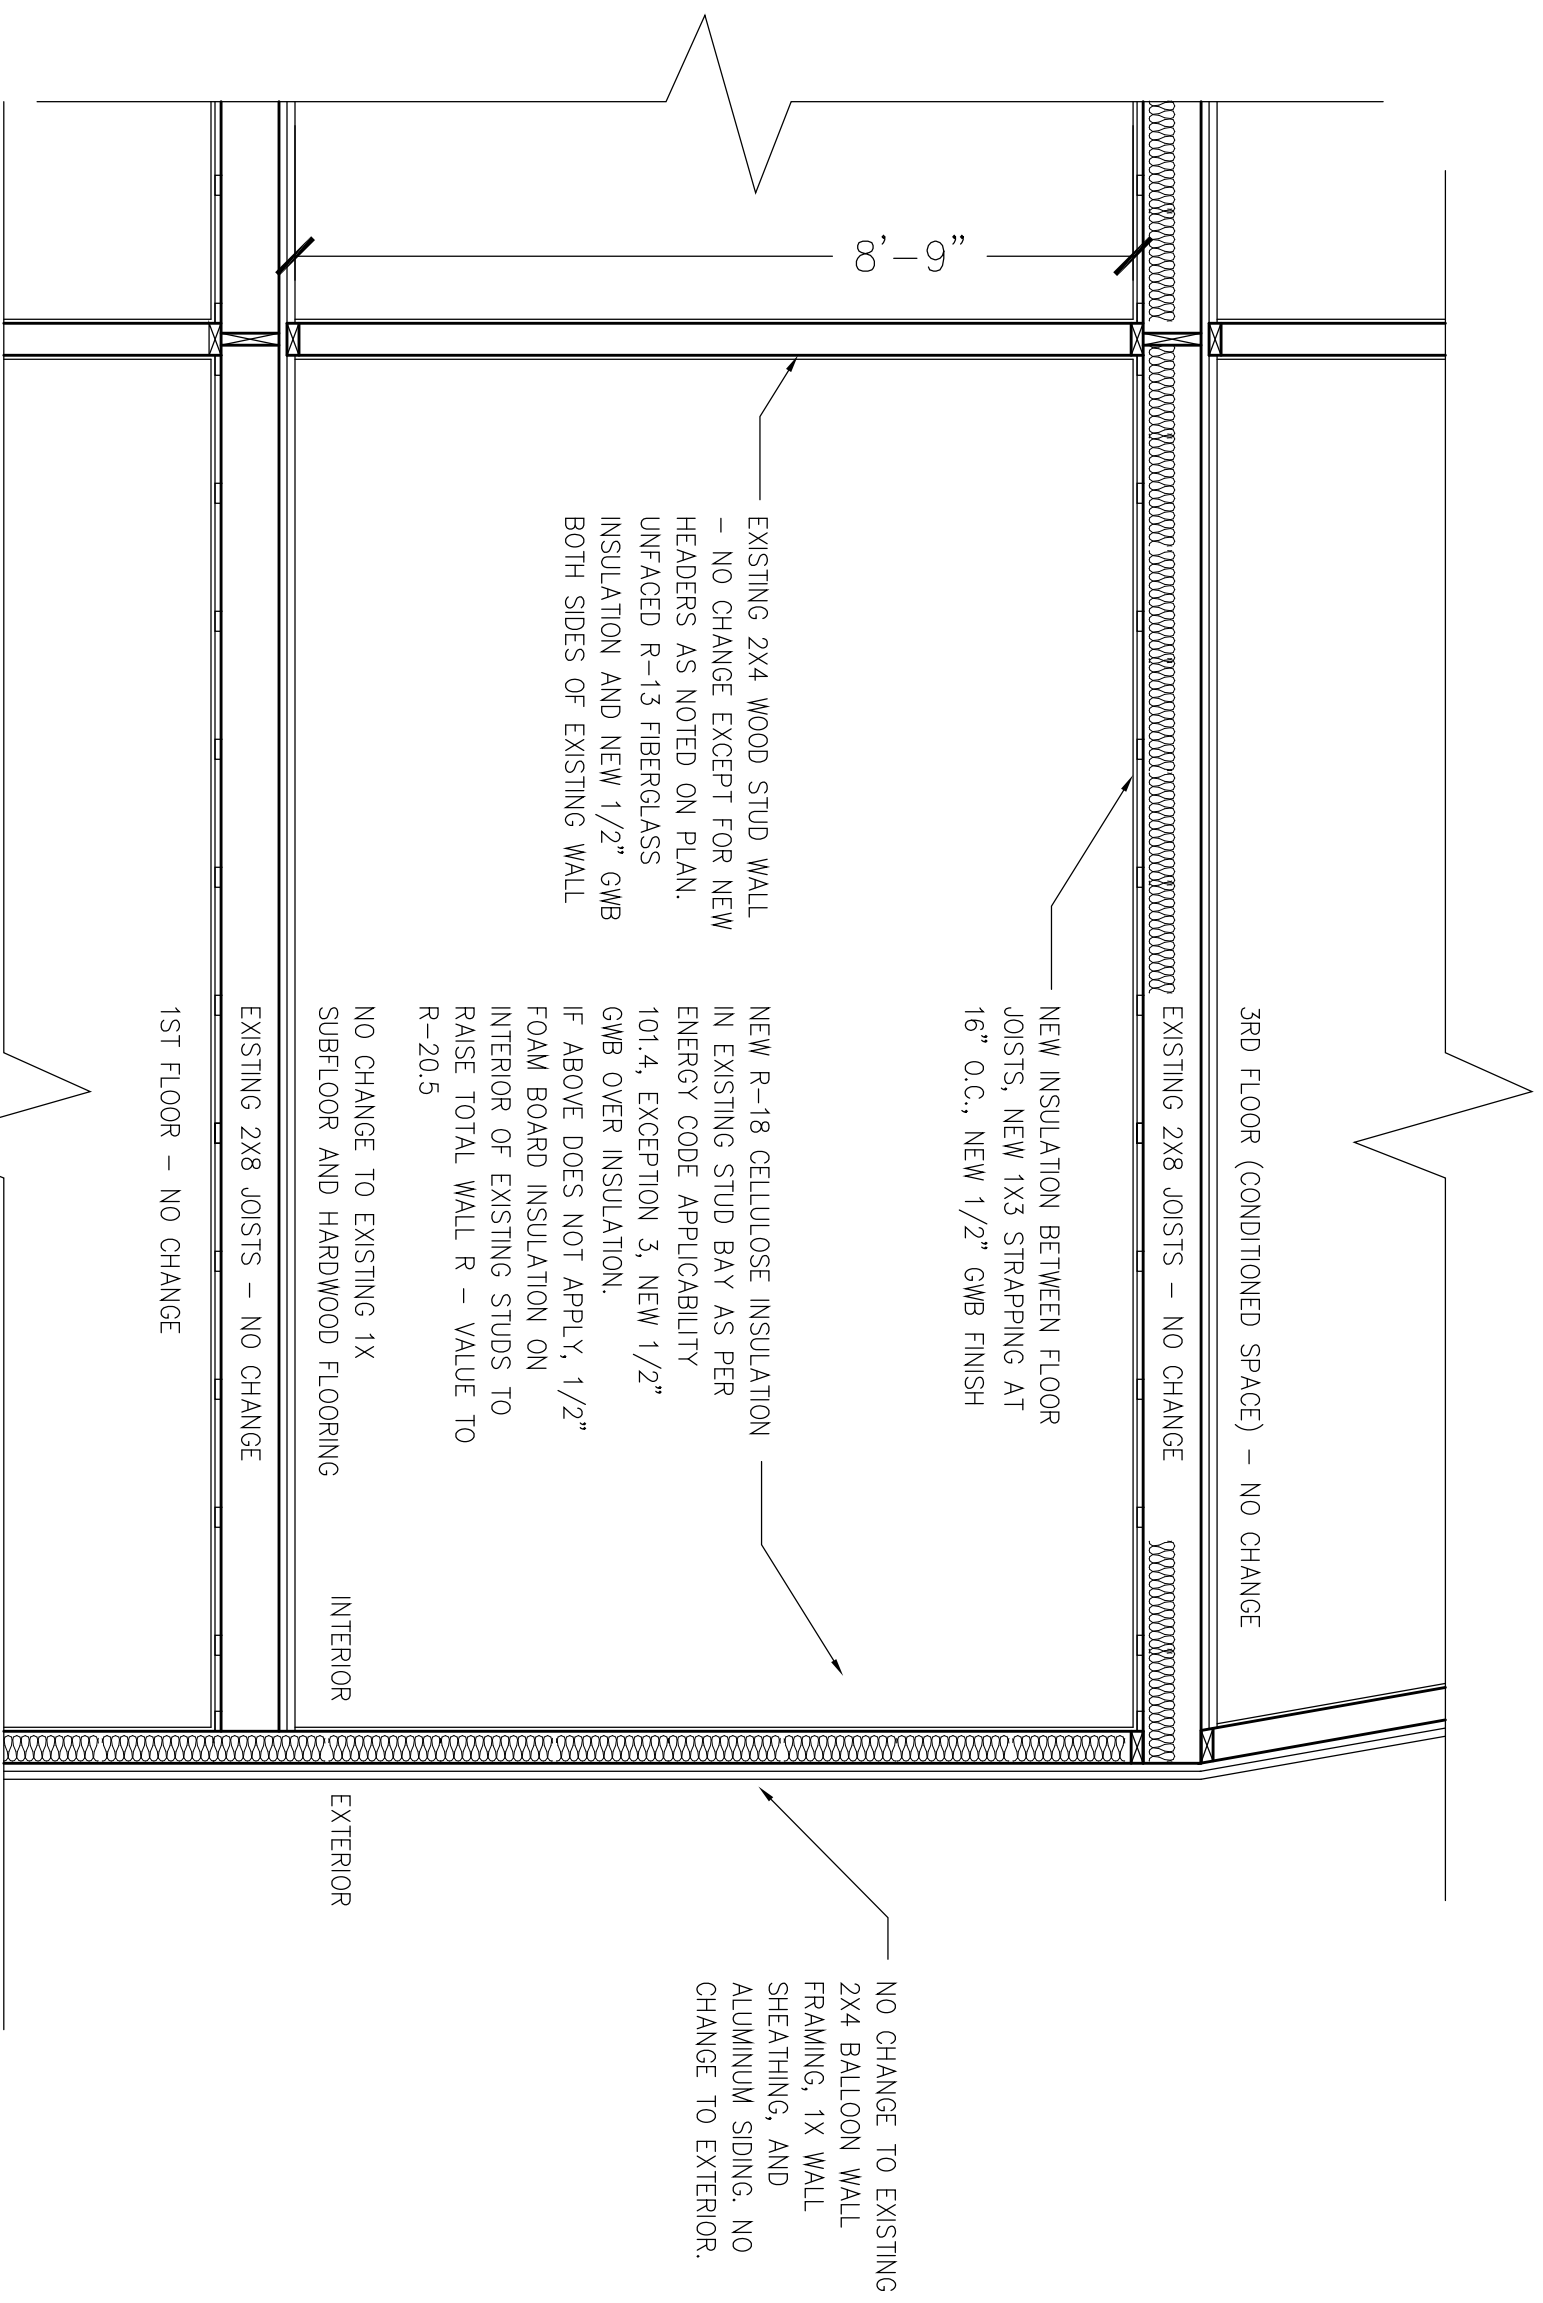 3RD FLOOR (CONDITIONED SPACE) – NO CHANGE
EXISTING 2X8 JOISTS – NO CHANGE
NEW INSULATION BETWEEN FLOOR
JOISTS, NEW 1X3 STRAPPING AT
16" O.C., NEW 1/2" GWB FINISH
8'–9"
EXISTING 2X4 WOOD STUD WALL
– NO CHANGE EXCEPT FOR NEW
HEADERS AS NOTED ON PLAN.
UNFACED R–13 FIBERGLASS
INSULATION AND NEW 1/2" GWB
BOTH SIDES OF EXISTING WALL
NEW R–18 CELLULOSE INSULATION
IN EXISTING STUD BAY AS PER
ENERGY CODE APPLICABILITY
101.4, EXCEPTION 3, NEW 1/2"
GWB OVER INSULATION.
IF ABOVE DOES NOT APPLY, 1/2"
FOAM BOARD INSULATION ON
INTERIOR OF EXISTING STUDS TO
RAISE TOTAL WALL R – VALUE TO
R–20.5
NO CHANGE TO EXISTING
2X4 BALLOON WALL
FRAMING, 1X WALL
SHEATHING, AND
ALUMINUM SIDING. NO
CHANGE TO EXTERIOR.
NO CHANGE TO EXISTING 1X
SUBFLOOR AND HARDWOOD FLOORING
INTERIOR
EXTERIOR
EXISTING 2X8 JOISTS – NO CHANGE
1ST FLOOR – NO CHANGE